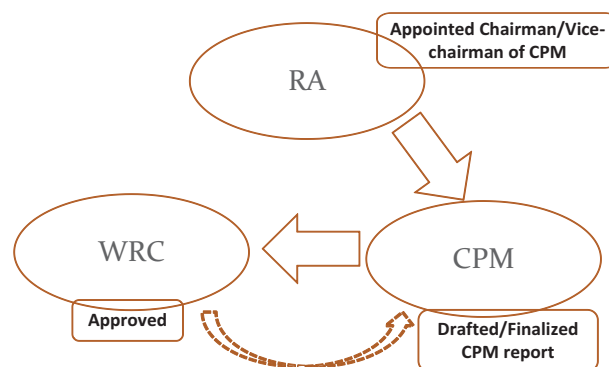 Appointed Chairman/Vice-
chairman of CPM
RA
WRC
CPM
Approved
Drafted/Finalized
CPM report